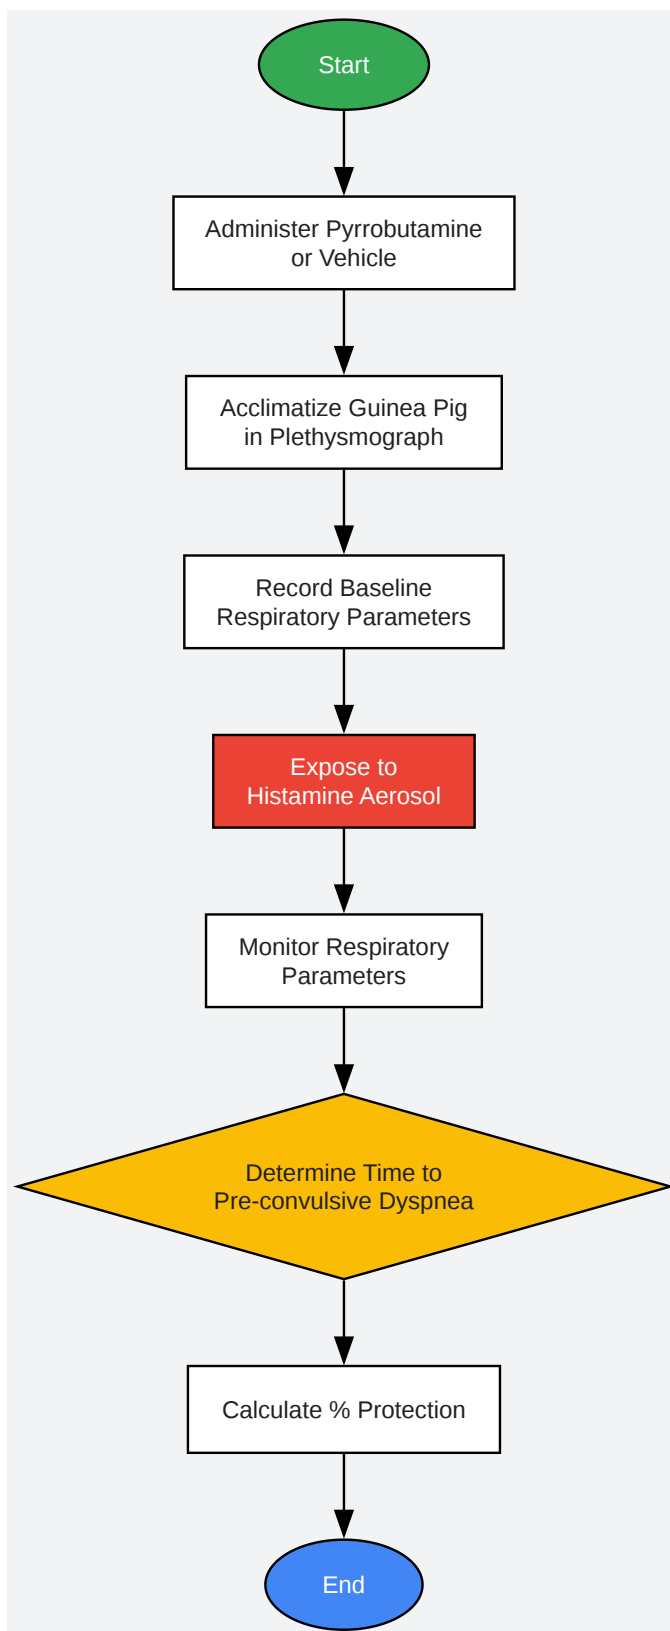 Start
Administer Pyrrobutamine
or Vehicle
Acclimatize Guinea Pig
in Plethysmograph
Record Baseline
Respiratory Parameters
Expose to
Histamine Aerosol
Monitor Respiratory
Parameters
Determine Time to
Pre-convulsive Dyspnea
Calculate % Protection
End